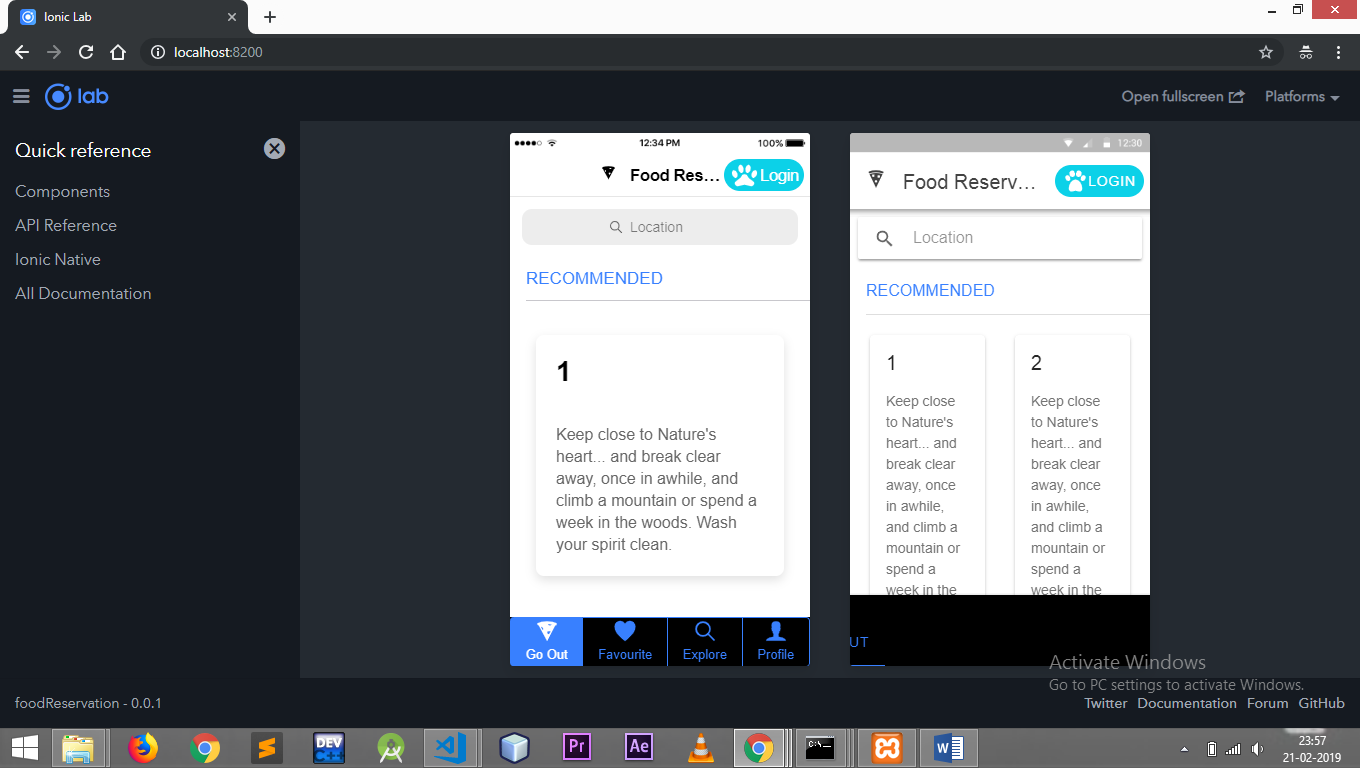 Ionic Lab
localhost:8200
lab
Open fullscreen
Platforms
Quick reference
Components
API Reference
Ionic Native
All Documentation
12:34 PM
100%
Food Res...
Login
Location
RECOMMENDED
1
Keep close to Nature's
heart... and break clear
away, once in awhile, and
climb a mountain or spend a
week in the woods. Wash
your spirit clean.
Go Out
Favourite
Explore
Profile
12:30
Food Reserv...
LOGIN
Location
RECOMMENDED
1
Keep close
to Nature's
heart... and
break clear
away, once
in awhile,
and climb a
mountain or
spend a
week in the
2
Keep close
to Nature's
heart... and
break clear
away, once
in awhile,
and climb a
mountain or
spend a
week in the
UT
Activate Windows
Go to PC settings to activate Windows.
foodReservation - 0.0.1
Twitter Documentation Forum GitHub
DEV
C++
Pr
Ae
C:\
W
23:57
21-02-2019